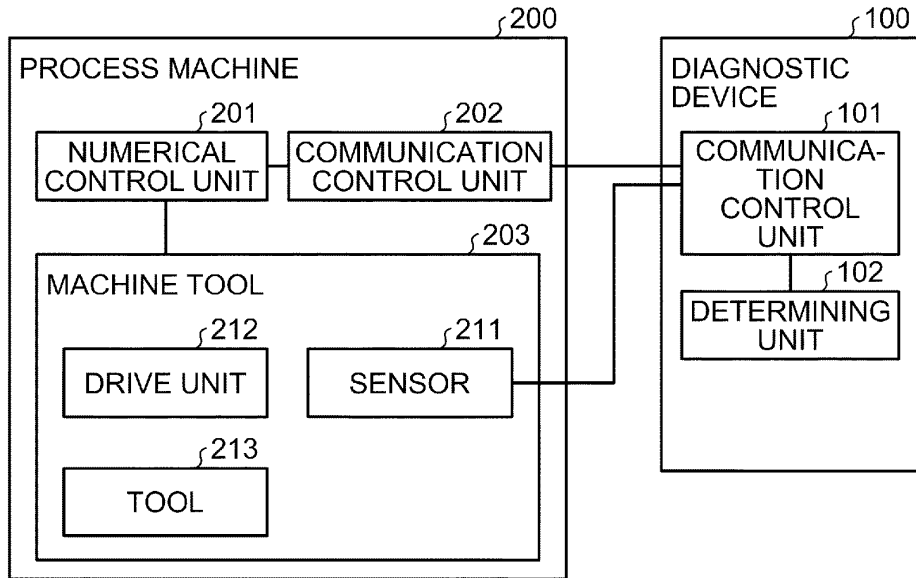 200
100
PROCESS MACHINE
DIAGNOSTIC
DEVICE
201
202
101
NUMERICAL
CONTROL UNIT
COMMUNICATION
CONTROL UNIT
COMMUNICA-
TION
CONTROL
UNIT
203
MACHINE TOOL
102
DETERMINING
UNIT
212
211
DRIVE UNIT
SENSOR
213
TOOL